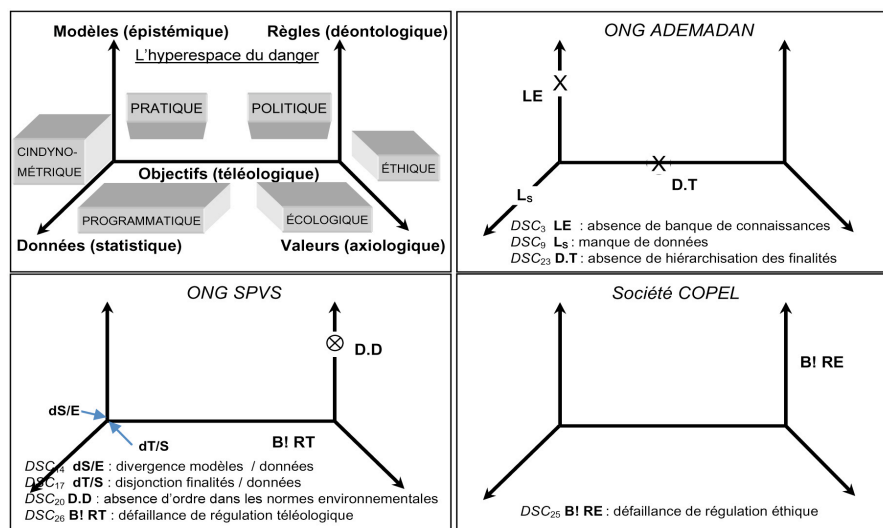 Modèles (épistémique)
Règles (déontologique)
L'hyperespace du danger
PRATIQUE
POLITIQUE
CINDYNO-
MÉTRIQUE
ÉTHIQUE
Objectifs (téléologique)
PROGRAMMATIQUE
ÉCOLOGIQUE
Données (statistique)
Valeurs (axiologique)
ONG ADEMADAN
X
LE
X
D.T
LS
DSC3 LE : absence de banque de connaissances
DSC9 LS : manque de données
DSC23 D.T : absence de hiérarchisation des finalités
ONG SPVS
D.D
dS/E
dT/S
B! RT
DSC14 dS/E : divergence modèles / données
DSC17 dT/S : disjonction finalités / données
DSC20 D.D : absence d'ordre dans les normes environnementales
DSC26 B! RT : défaillance de régulation téléologique
Société COPEL
B! RE
DSC25 B! RE : défaillance de régulation éthique